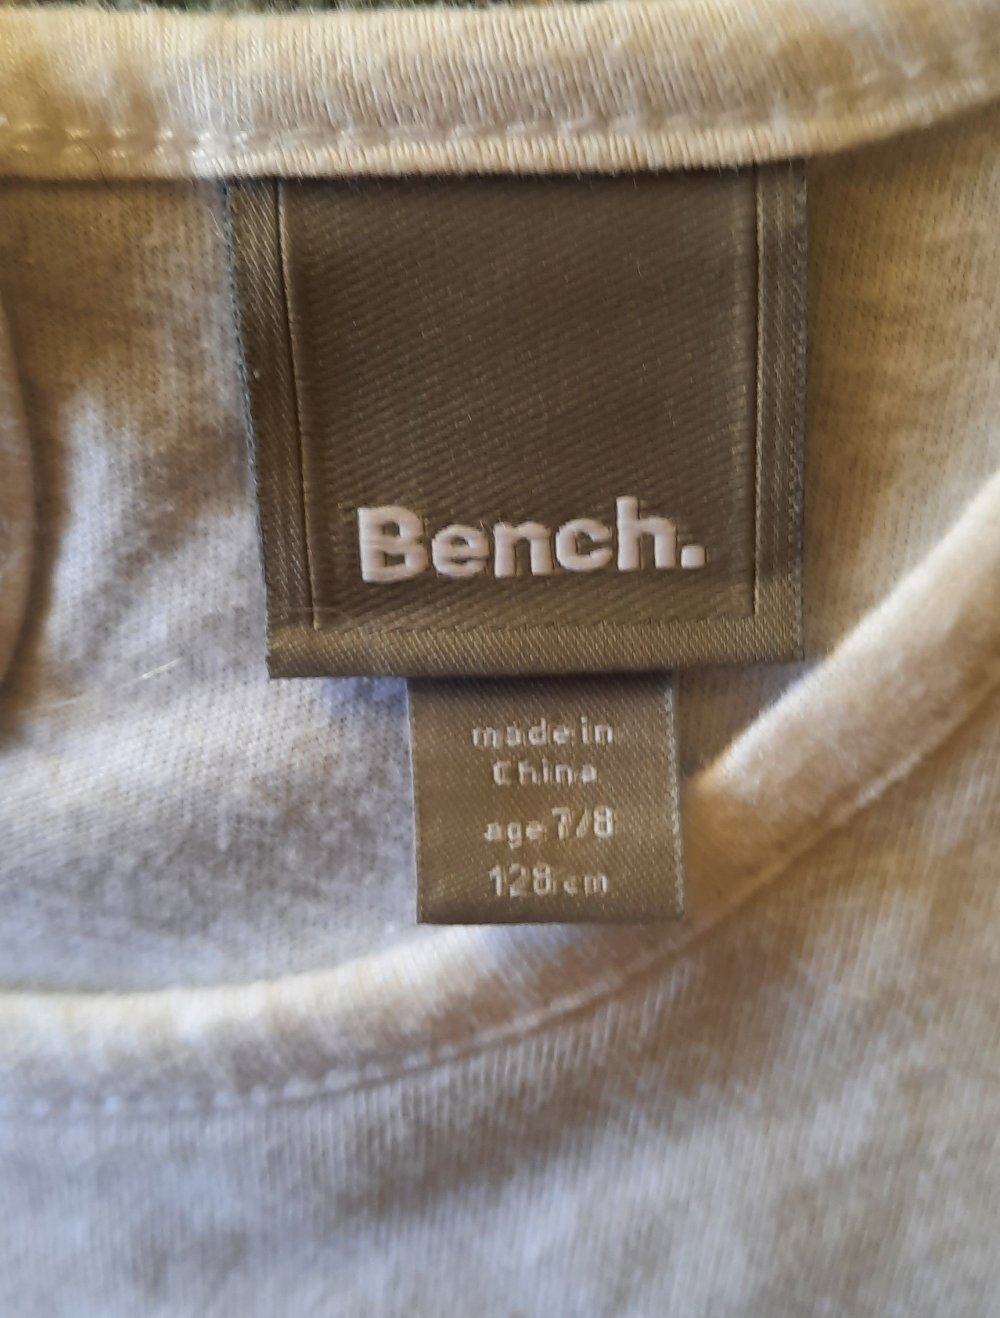 Bench.
made in
China
age 7/8
128 cm